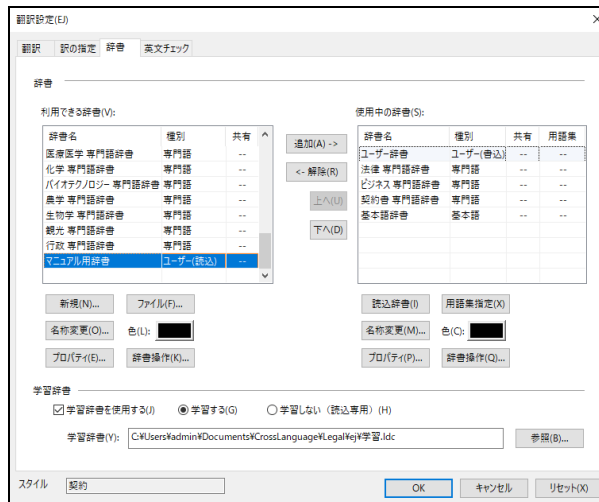 翻訳設定(EJ)
翻訳 訳の指定 辞書 英文チェック
辞書
利用できる辞書(V):
辞書名 種別 共有
医療医学 専門語辞書 専門語 --
化学 専門語辞書 専門語 --
バイオテクノロジー 専門語辞書 専門語 --
農学 専門語辞書 専門語 --
生物学 専門語辞書 専門語 --
観光 専門語辞書 専門語 --
行政 専門語辞書 専門語 --
マニュアル用辞書 ユーザー(読込) --
追加(A) ->
<- 解除(R)
上へ(U)
下へ(D)
使用中の辞書(S):
辞書名 種別 共有 用語集
ユーザー辞書 ユーザー(書込) -- --
法律 専門語辞書 専門語 -- --
ビジネス 専門語辞書 専門語 -- --
契約書 専門語辞書 専門語 -- --
基本語辞書 基本語 -- --
新規(N)... ファイル(F)...
名称変更(O)... 色(L):
プロパティ(E)... 辞書操作(K)...
読込辞書(I) 用語集指定(X)
名称変更(M)... 色(C):
プロパティ(P)... 辞書操作(Q)...
学習辞書
学習辞書を使用する(J) 学習する(G) 学習しない（読込専用）(H)
学習辞書(Y): C:¥Users¥admin¥Documents¥CrossLanguage¥Legal¥ej¥学習.ldc 参照(B)...
スタイル 契約 OK キャンセル リセット(X)